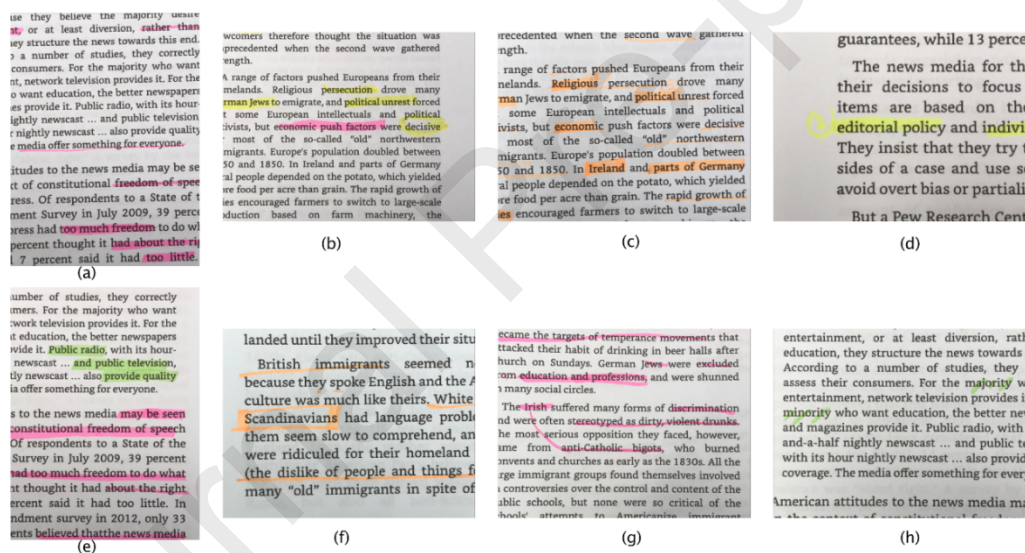 use they believe the majority desire
nt, or at least diversion, rather than
ey structure the news towards this end.
o a number of studies, they correctly
consumers. For the majority who want
nt, network television provides it. For the
o want education, the better newspapers
es provide it. Public radio, with its hour-
ightly newscast ... and public television
r nightly newscast ... also provide quality
e media offer something for everyone.
itudes to the news media may be se
ct of constitutional freedom of spee
ress. Of respondents to a State of t
ment Survey in July 2009, 39 perc
press had too much freedom to do wh
percent thought it had about the rig
l 7 percent said it had too little.
(a)
wcomers therefore thought the situation was
precedented when the second wave gathered
ength.
A range of factors pushed Europeans from their
melands. Religious persecution drove many
rman Jews to emigrate, and political unrest forced
t some European intellectuals and political
tivists, but economic push factors were decisive
most of the so-called "old" northwestern
migrants. Europe's population doubled between
50 and 1850. In Ireland and parts of Germany
ral people depended on the potato, which yielded
ore food per acre than grain. The rapid growth of
ies encouraged farmers to switch to large-scale
oduction based on farm machinery, the
(b)
precedented when the second wave gathered
ength.
range of factors pushed Europeans from their
melands. Religious persecution drove many
man Jews to emigrate, and political unrest forced
some European intellectuals and political
ivists, but economic push factors were decisive
most of the so-called "old" northwestern
migrants. Europe's population doubled between
50 and 1850. In Ireland and parts of Germany
al people depended on the potato, which yielded
re food per acre than grain. The rapid growth of
es encouraged farmers to switch to large-scale
(c)
guarantees, while 13 perce
The news media for th
their decisions to focus
items are based on the
editorial policy and indivi
They insist that they try t
sides of a case and use so
avoid overt bias or partiali
But a Pew Research Cent
(d)
umber of studies, they correctly
mers. For the majority who want
work television provides it. For the
t education, the better newspapers
vide it. Public radio, with its hour-
newscast ... and public television,
tly newscast ... also provide quality
a offer something for everyone.
s to the news media may be seen
constitutional freedom of speech
Of respondents to a State of the
Survey in July 2009, 39 percent
had too much freedom to do what
t thought it had about the right
ercent said it had too little. In
ndment survey in 2012, only 33
ents believed thatthe news media
(e)
landed until they improved their situ
British immigrants seemed n
because they spoke English and the A
culture was much like theirs. White
Scandinavians had language proble
them seem slow to comprehend, an
were ridiculed for their homeland
(the dislike of people and things fo
many "old" immigrants in spite of
(f)
ecame the targets of temperance movements that
ttacked their habit of drinking in beer halls after
hurch on Sundays. German Jews were excluded
om education and professions, and were shunned
n many social circles.
The Irish suffered many forms of discrimination
nd were often stereotyped as dirty, violent drunks.
he most serious opposition they faced, however,
ame from anti-Catholic bigots, who burned
onvents and churches as early as the 1830s. All the
rge immigrant groups found themselves involved
controversies over the control and content of the
ublic schools, but none were so critical of the
hools' attempts to Americanize immigrant
(g)
entertainment, or at least diversion, rath
education, they structure the news towards
According to a number of studies, they
assess their consumers. For the majority w
entertainment, network television provides i
minority who want education, the better new
and magazines provide it. Public radio, with
and-a-half nightly newscast ... and public te
with its hour nightly newscast ... also provid
coverage. The media offer something for every
American attitudes to the news media ma
(h)